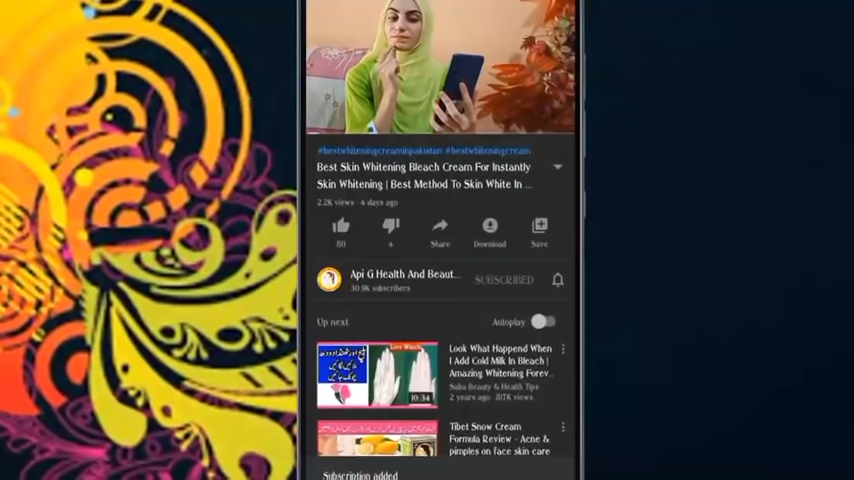 #bestwhiteningcreaminpakistan #bestwhiteningcream
Best Skin Whitening Bleach Cream For Instantly
Skin Whitening | Best Method To Skin White In ...
2.2K views · 4 days ago
80
4
Share
Download
Save
Api G Health And Beaut...
SUBSCRIBED
30.9K subscribers
Up next
Autoplay
Love Watch
10:34
Look What Happend When
I Add Cold Milk In Bleach |
Amazing Whitening Forev...
Saba Beauty & Health Tips
2 years ago · 817K views
Tibet Snow Cream
Formula Review - Acne &
pimples on face skin care
Subscription added